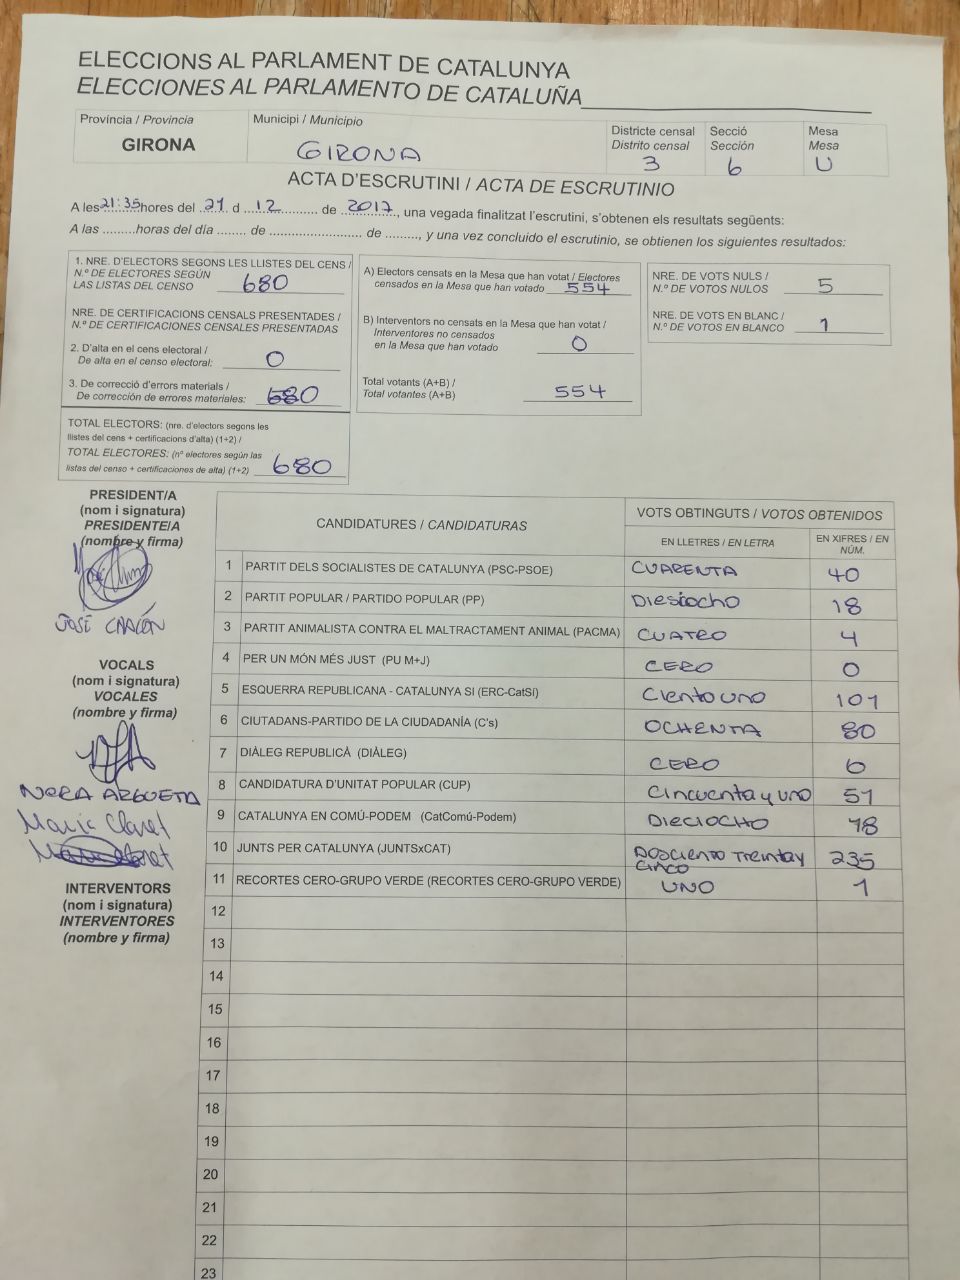 ELECCIONS AL PARLAMENT DE CATALUNYA
ELECCIONES AL PARLAMENTO DE CATALUÑA
Província / Provincia
GIRONA
Municipi / Municipio
GIRONA
Districte censal
Distrito censal
3
Secció
Sección
6
Mesa
Mesa
U
ACTA D'ESCRUTINI / ACTA DE ESCRUTINIO
A les 21:35 hores del 21 d 12 de 2017, una vegada finalitzat l'escrutini, s'obtenen els resultats següents:
A las .........horas del día ........ de ............................ de ........., y una vez concluido el escrutinio, se obtienen los siguientes resultados:
1. NRE. D'ELECTORS SEGONS LES LLISTES DEL CENS /
N.º DE ELECTORES SEGÚN
LAS LISTAS DEL CENSO 680
NRE. DE CERTIFICACIONS CENSALS PRESENTADES /
N.º DE CERTIFICACIONES CENSALES PRESENTADAS
2. D'alta en el cens electoral /
De alta en el censo electoral: 0
3. De correcció d'errors materials /
De corrección de errores materiales: 680
TOTAL ELECTORS: (nre. d'electors segons les
llistes del cens + certificacions d'alta) (1+2) /
TOTAL ELECTORES: (nº electores según las
listas del censo + certificaciones de alta) (1+2) 680
A) Electors censats en la Mesa que han votat / Electores
censados en la Mesa que han votado 554
B) Interventors no censats en la Mesa que han votat /
Interventores no censados
en la Mesa que han votado 0
Total votants (A+B) /
Total votantes (A+B) 554
NRE. DE VOTS NULS /
N.º DE VOTOS NULOS 5
NRE. DE VOTS EN BLANC /
N.º DE VOTOS EN BLANCO 1
PRESIDENT/A
(nom i signatura)
PRESIDENTE/A
(nombre y firma)
JOSÉ
VOCALS
(nom i signatura)
VOCALES
(nombre y firma)
NORA ARGUETA
Maria Claret
INTERVENTORS
(nom i signatura)
INTERVENTORES
(nombre y firma)
CANDIDATURES / CANDIDATURAS
VOTS OBTINGUTS / VOTOS OBTENIDOS
EN LLETRES / EN LETRA
EN XIFRES / EN
NÚM.
1 PARTIT DELS SOCIALISTES DE CATALUNYA (PSC-PSOE) CUARENTA 40
2 PARTIT POPULAR / PARTIDO POPULAR (PP) Diesiocho 18
3 PARTIT ANIMALISTA CONTRA EL MALTRACTAMENT ANIMAL (PACMA) CUATRO 4
4 PER UN MÓN MÉS JUST (PU M+J) CERO 0
5 ESQUERRA REPUBLICANA - CATALUNYA SÍ (ERC-CatSí) Ciento uno 101
6 CIUTADANS-PARTIDO DE LA CIUDADANÍA (C's) OCHENTA 80
7 DIÀLEG REPUBLICÀ (DIÀLEG) CERO 0
8 CANDIDATURA D'UNITAT POPULAR (CUP) Cincuenta y uno 51
9 CATALUNYA EN COMÚ-PODEM (CatComú-Podem) DIECIOCHO 18
10 JUNTS PER CATALUNYA (JUNTSxCAT) DOSCIENTO TREINTA Y
CINCO 235
11 RECORTES CERO-GRUPO VERDE (RECORTES CERO-GRUPO VERDE) UNO 1
12
13
14
15
16
17
18
19
20
21
22
23